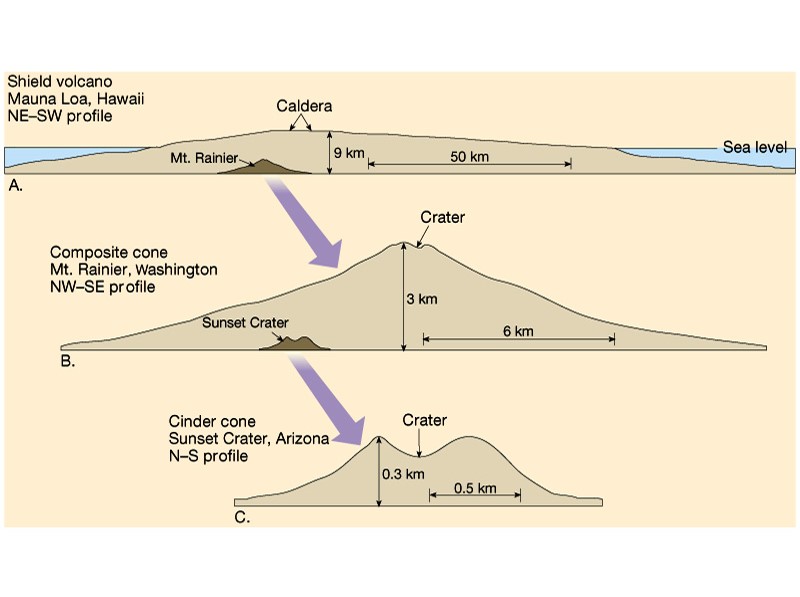 Shield volcano
Mauna Loa, Hawaii
NE–SW profile
Caldera
Mt. Rainier
9 km
50 km
Sea level
A.
Crater
Composite cone
Mt. Rainier, Washington
NW–SE profile
3 km
Sunset Crater
6 km
B.
Cinder cone
Sunset Crater, Arizona
N–S profile
Crater
0.3 km
0.5 km
C.